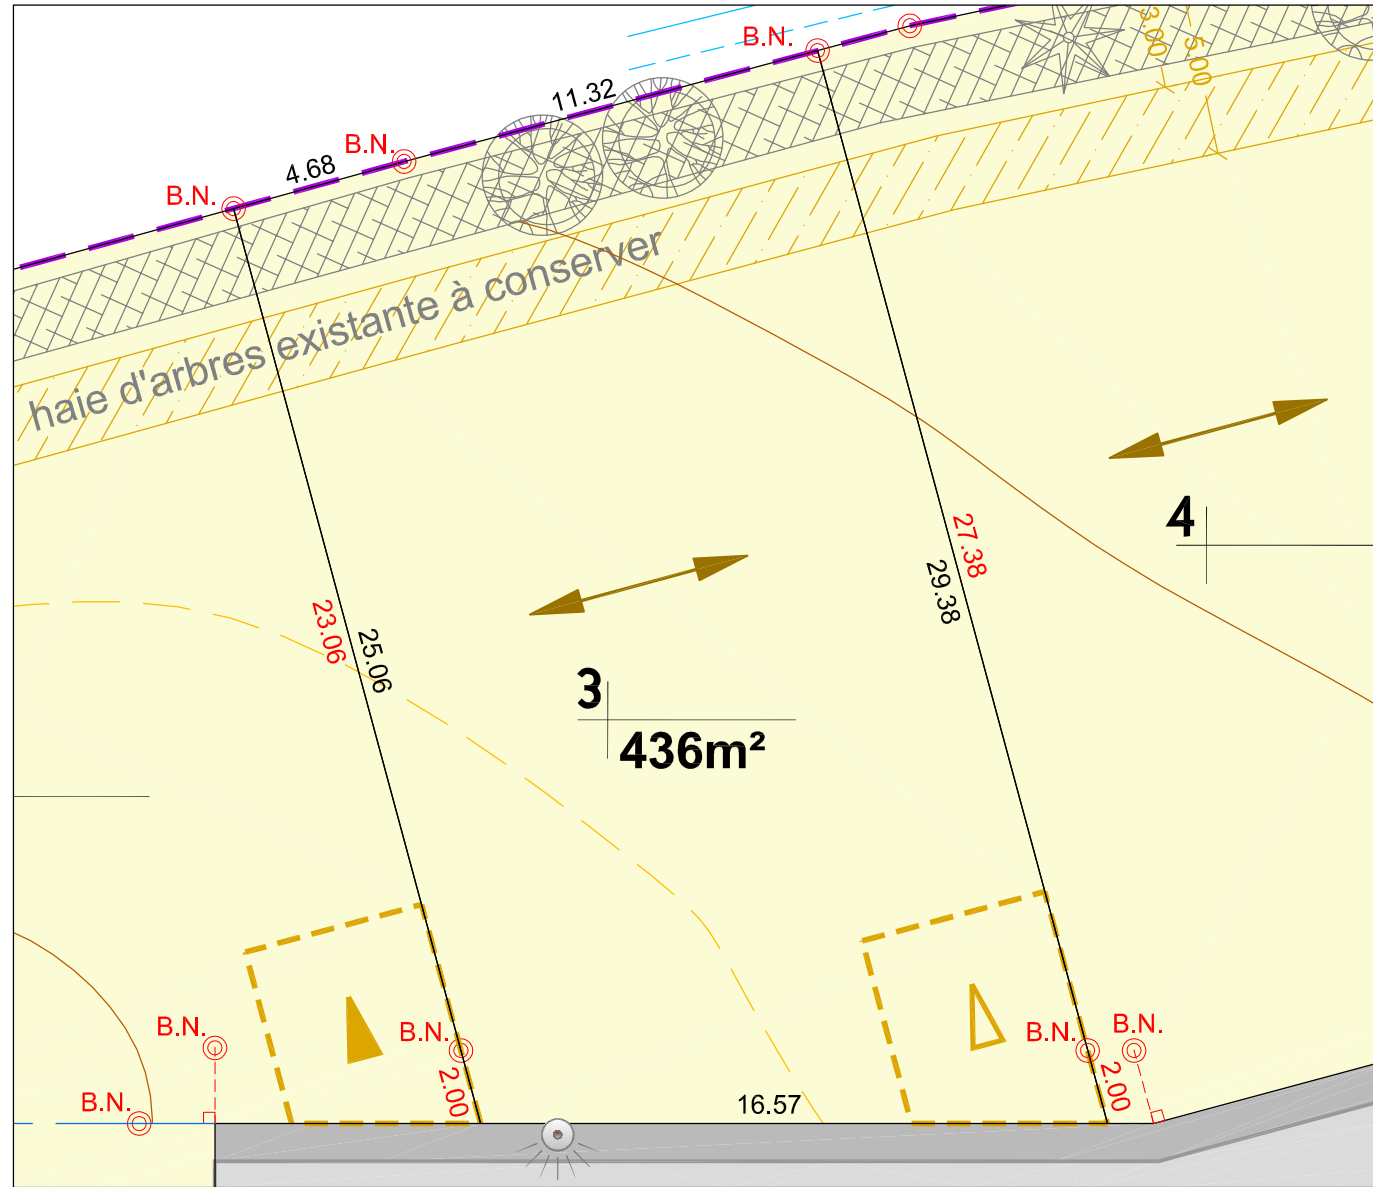 3.00
5.00
B.N.
11.32
B.N.
4.68
B.N.
haie d'arbres existante à conserver
4
27.38
29.38
23.06
25.06
3
436m²
B.N.
B.N.
B.N.
B.N.
2.00
2.00
B.N.
16.57